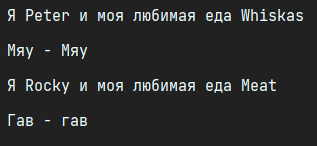 Я Peter и моя любимая еда Whiskas
Мяу - Мяу
Я Rocky и моя любимая еда Meat
Гав - гав